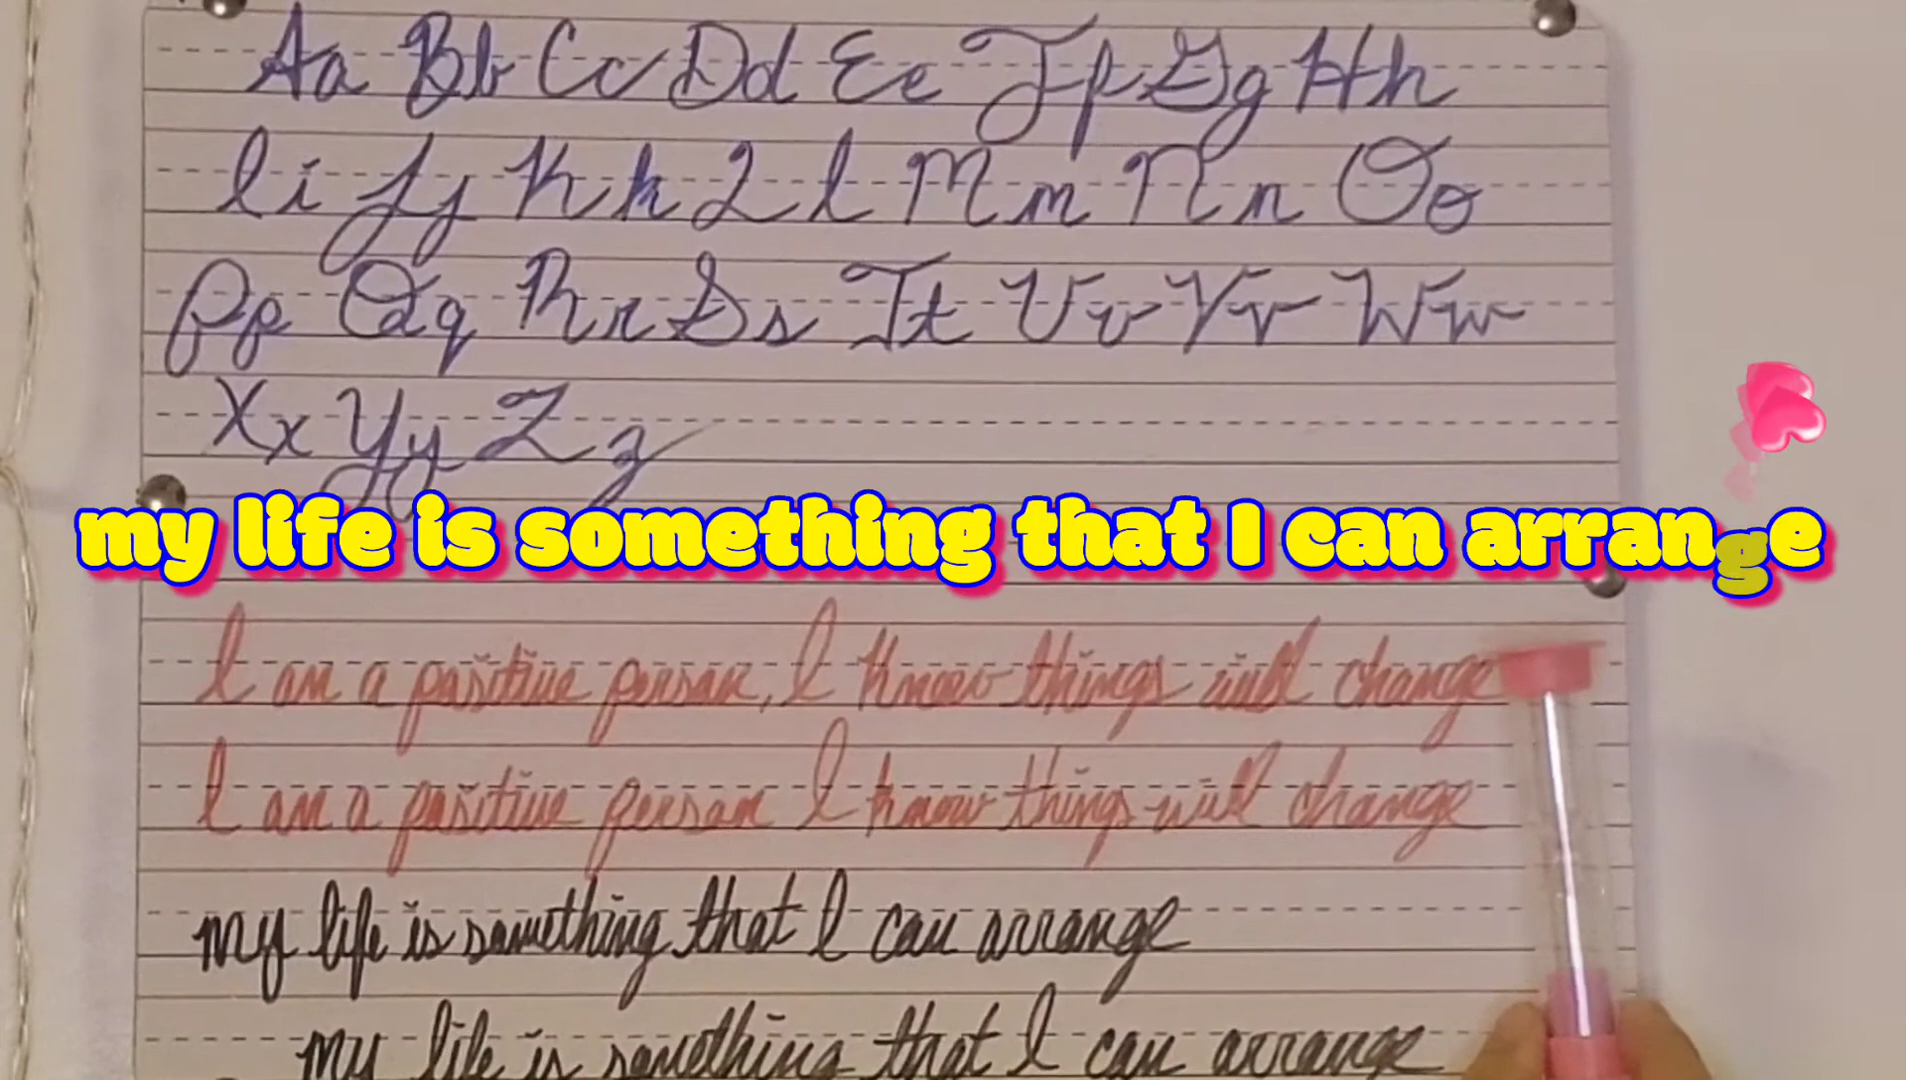 Aa Bb Cc Dd Ee Ff Gg Hh
Ii Jj Kk Ll Mm Nn Oo
Pp Qq Rr Ss Tt Uv Vv Ww
Xx Yy Zz
my life is something that I can arrange
I am a positive person, I know things will change
I am a positive person I know things will change
my life is something that I can arrange
my life is something that I can arrange